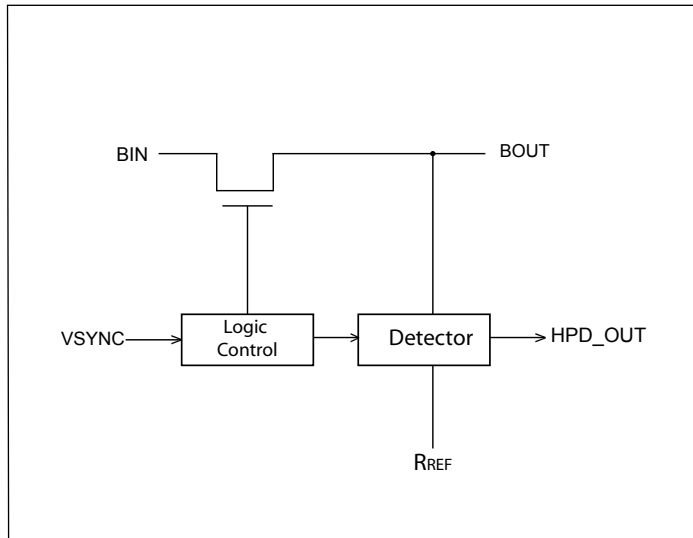 BIN
BOUT
VSYNC
Logic
Control
Detector
HPD_OUT
RREF